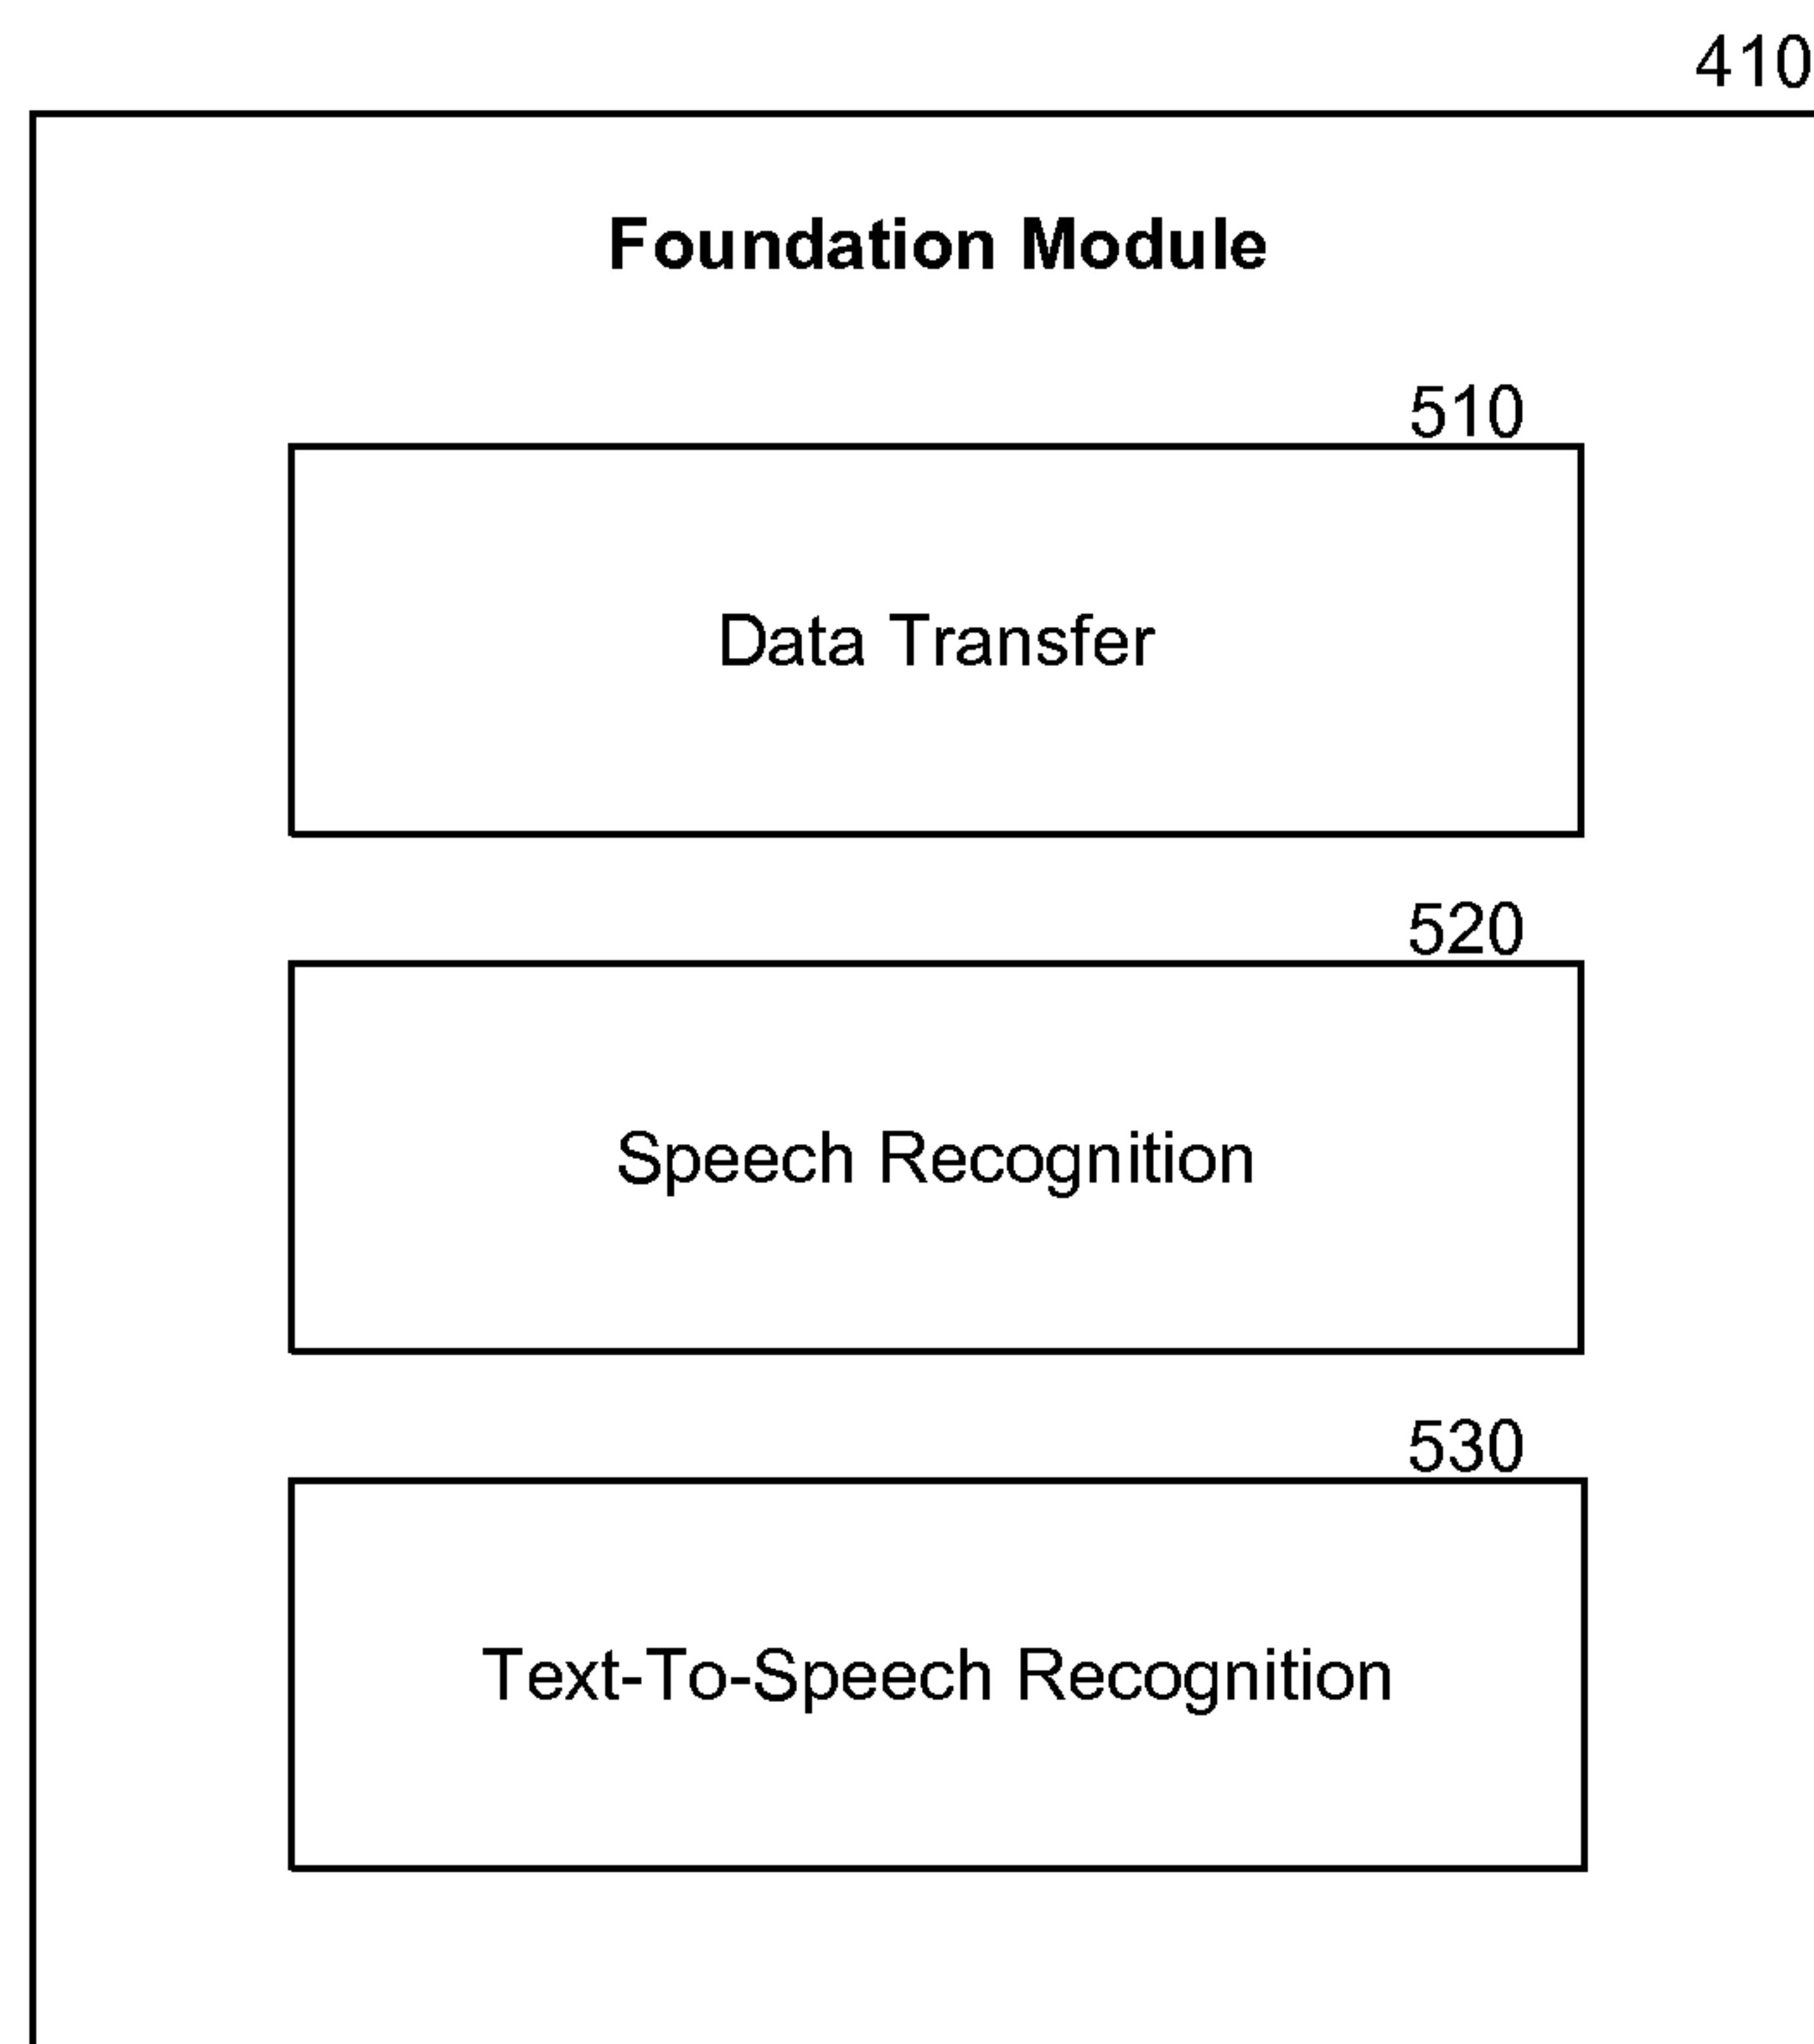 410
Foundation Module
510
Data Transfer
520
Speech Recognition
530
Text-To-Speech Recognition